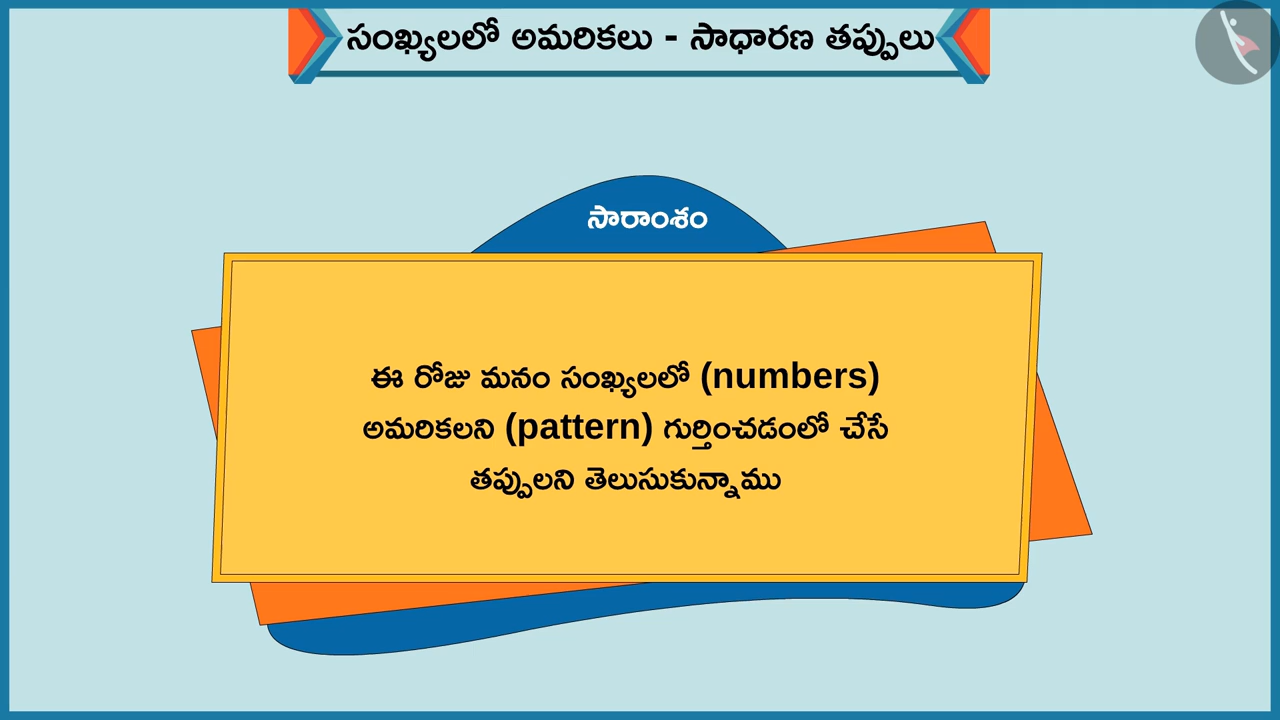 సంఖ్యలలో అమరికలు - సాధారణ తప్పులు
సారాంశం
ఈ రోజు మనం సంఖ్యలలో (numbers)
అమరికలని (pattern) గుర్తించడంలో చేసే
తప్పులని తెలుసుకున్నాము